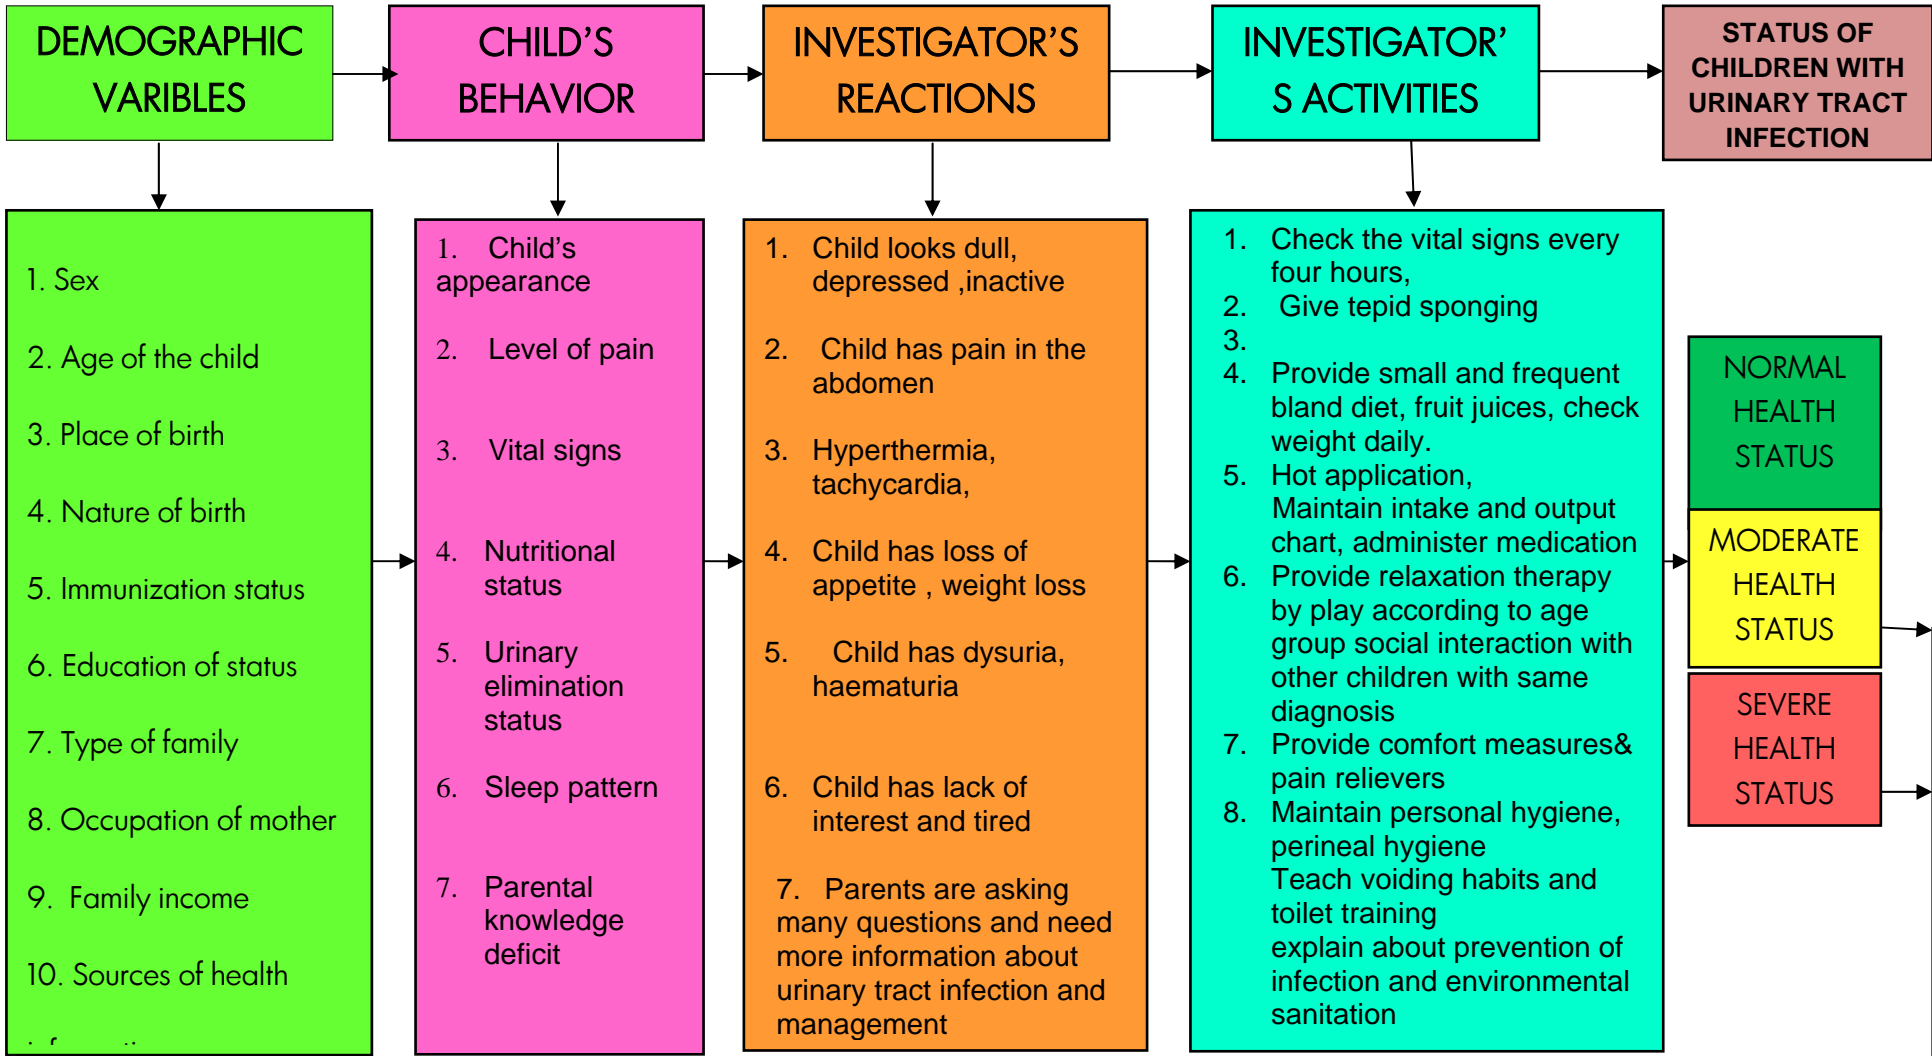 DEMOGRAPHIC
VARIBLES
CHILD'S
BEHAVIOR
INVESTIGATOR'S
REACTIONS
INVESTIGATOR'
S ACTIVITIES
STATUS OF
CHILDREN WITH
URINARY TRACT
INFECTION
1. Sex
2. Age of the child
3. Place of birth
4. Nature of birth
5. Immunization status
6. Education of status
7. Type of family
8. Occupation of mother
9. Family income
10. Sources of health
1. Child's
appearance
2. Level of pain
3. Vital signs
4. Nutritional
status
5. Urinary
elimination
status
6. Sleep pattern
7. Parental
knowledge
deficit
1. Child looks dull,
depressed ,inactive
2. Child has pain in the
abdomen
3. Hyperthermia,
tachycardia,
4. Child has loss of
appetite , weight loss
5. Child has dysuria,
haematuria
6. Child has lack of
interest and tired
7. Parents are asking
many questions and need
more information about
urinary tract infection and
management
1. Check the vital signs every
four hours,
2. Give tepid sponging
3.
4. Provide small and frequent
bland diet, fruit juices, check
weight daily.
5. Hot application,
Maintain intake and output
chart, administer medication
6. Provide relaxation therapy
by play according to age
group social interaction with
other children with same
diagnosis
7. Provide comfort measures&
pain relievers
8. Maintain personal hygiene,
perineal hygiene
Teach voiding habits and
toilet training
explain about prevention of
infection and environmental
sanitation
NORMAL
HEALTH
STATUS
MODERATE
HEALTH
STATUS
SEVERE
HEALTH
STATUS